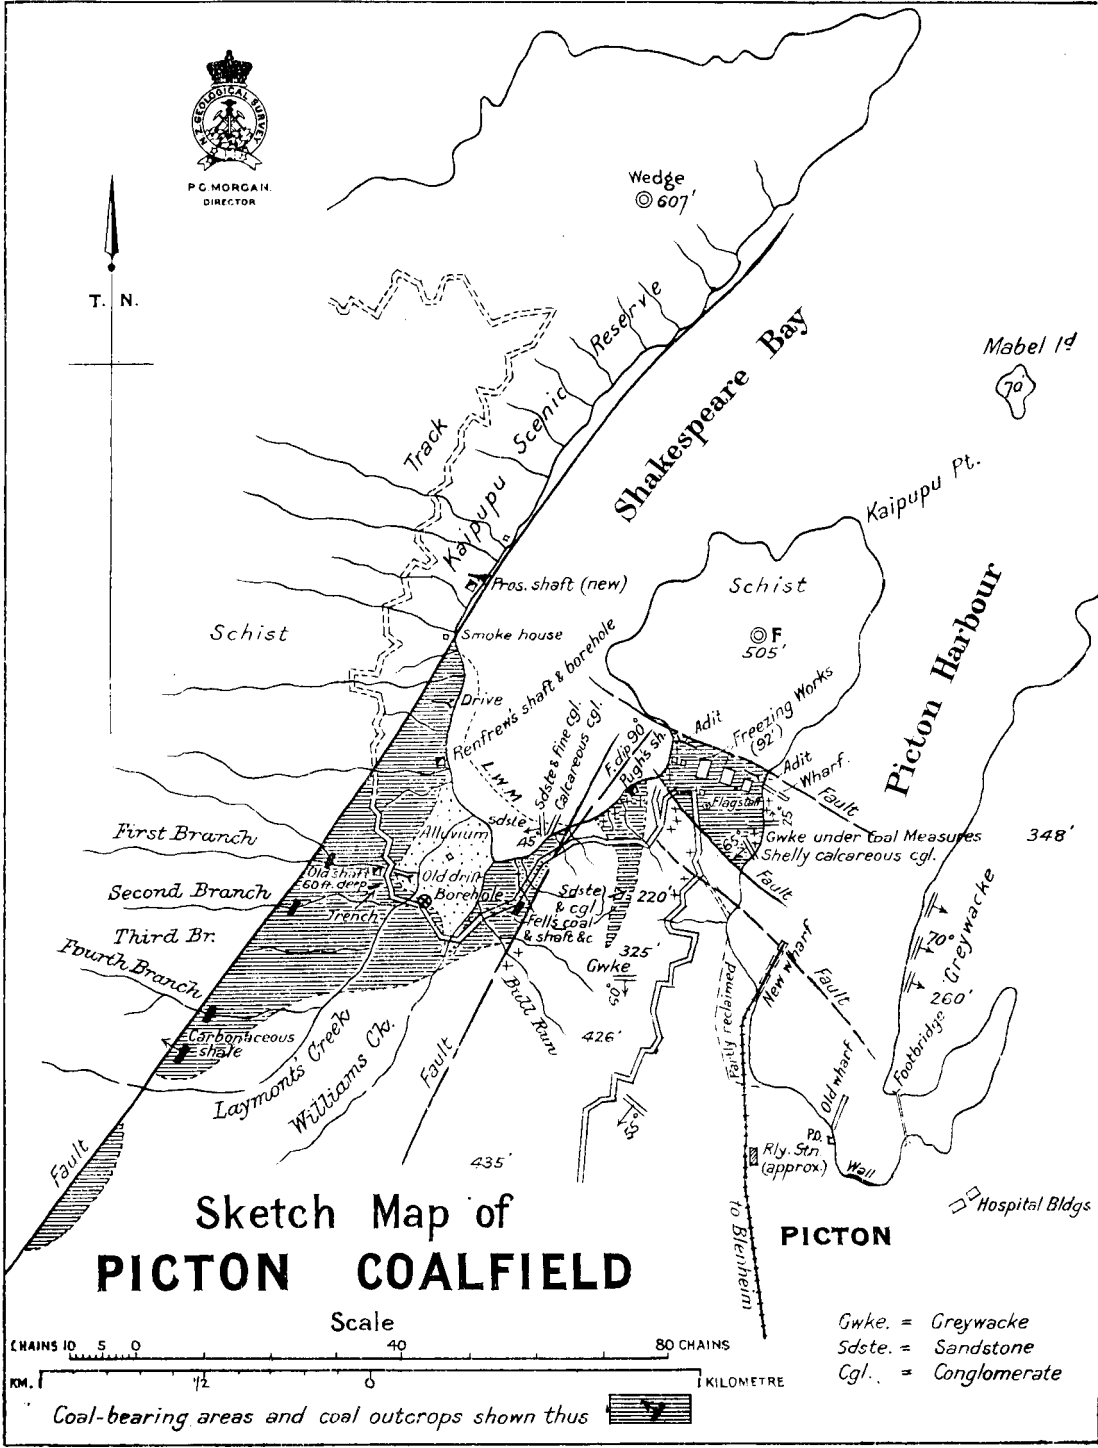 N.Z. GEOLOGICAL SURVEY
P.G. MORGAN.
DIRECTOR
T. N.
Wedge
607'
Mabel Id
70'
Kaipupu Scenic Reserve
Track
Shakespeare Bay
Kaipupu Pt.
Picton Harbour
Schist
F
505'
Schist
Pros. shaft (new)
Smoke house
Drive
Renfrew's shaft & borehole
L.W.M.
Sdste & fine cgl.
Calcareous cgl.
F. dip 90°
Pugh's sh.
Adit
Freezing Works
(92')
Adit
Wharf.
Fault
Flagstaff
25
65°
Gwke under Coal Measures
Shelly calcareous cgl.
348'
Fault
sdste
45
Alluvium
First Branch
Second Branch
Third Br.
Fourth Branch
Old shaft
60 ft. deep
Trench
Old drift
Borehole
Sdste
& cgl
Fell's coal
& shaft &c
220'
325'
Gwke
60°
426'
Bull Run
Carbonaceous
shale
Laymont's Creek
Williams Ck.
Fault
Fault
435'
55°
Partly reclaimed
New wharf
Fault
70°
Greywacke
260'
Footbridge
Old wharf
P.O.
Rly. Stn
(approx.)
Wall
Hospital Bldgs
to Blenheim
PICTON
Sketch Map of
PICTON COALFIELD
Scale
CHAINS 10 5 0 40 80 CHAINS
KM. 1 1/2 0 1 KILOMETRE
Gwke. = Greywacke
Sdste. = Sandstone
Cgl. = Conglomerate
Coal-bearing areas and coal outcrops shown thus